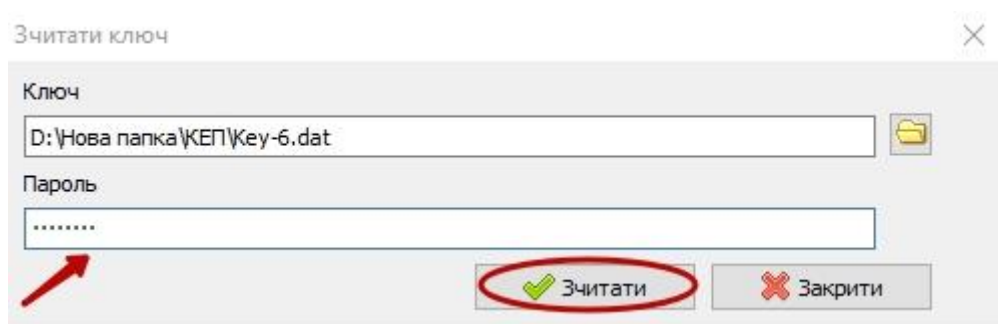 Зчитати ключ
Ключ
D:\Нова папка\КЕП\Key-6.dat
Пароль
••••••••
Зчитати Закрити